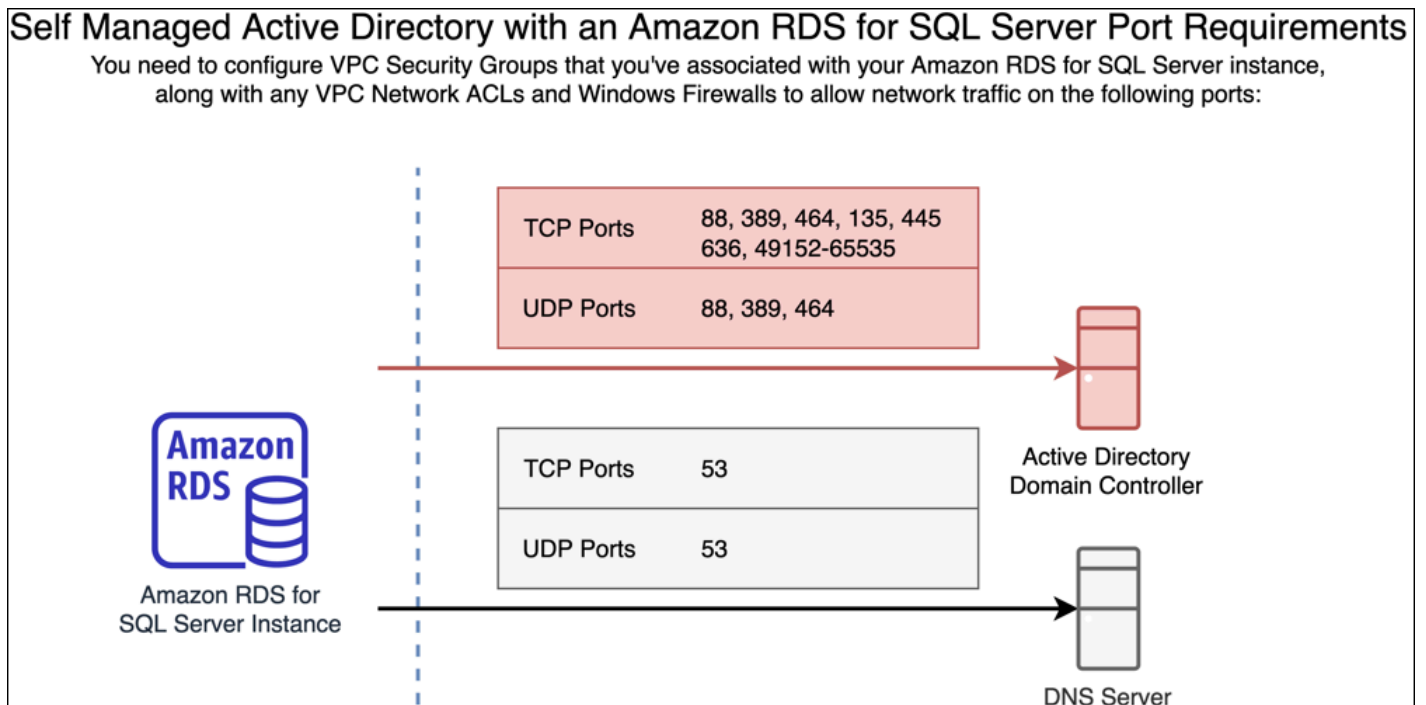 Self Managed Active Directory with an Amazon RDS for SQL Server Port Requirements
You need to configure VPC Security Groups that you've associated with your Amazon RDS for SQL Server instance,
along with any VPC Network ACLs and Windows Firewalls to allow network traffic on the following ports:
TCP Ports 88, 389, 464, 135, 445
636, 49152-65535
UDP Ports 88, 389, 464
Active Directory
Domain Controller
Amazon
RDS
Amazon RDS for
SQL Server Instance
TCP Ports 53
UDP Ports 53
DNS Server